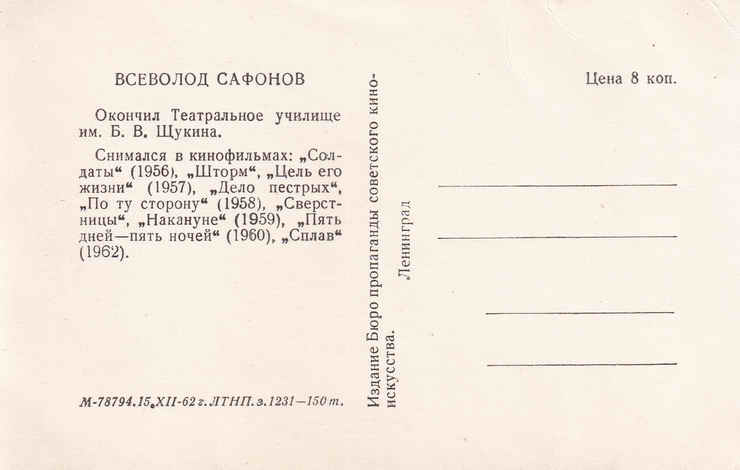 ВСЕВОЛОД САФОНОВ
Окончил Театральное училище
им. Б. В. Щукина.
Снимался в кинофильмах: „Сол-
даты“ (1956), „Шторм“, „Цель его
жизни“ (1957), „Дело пестрых“,
„По ту сторону“ (1958), „Сверст-
ницы“, „Накануне“ (1959), „Пять
дней—пять ночей“ (1960), „Сплав“
(1962).
М-78794. 15. XII-62 г. ЛТНП. з. 1231—150 т.
Издание Бюро пропаганды советского кино-
искусства.
Ленинград
Цена 8 коп.